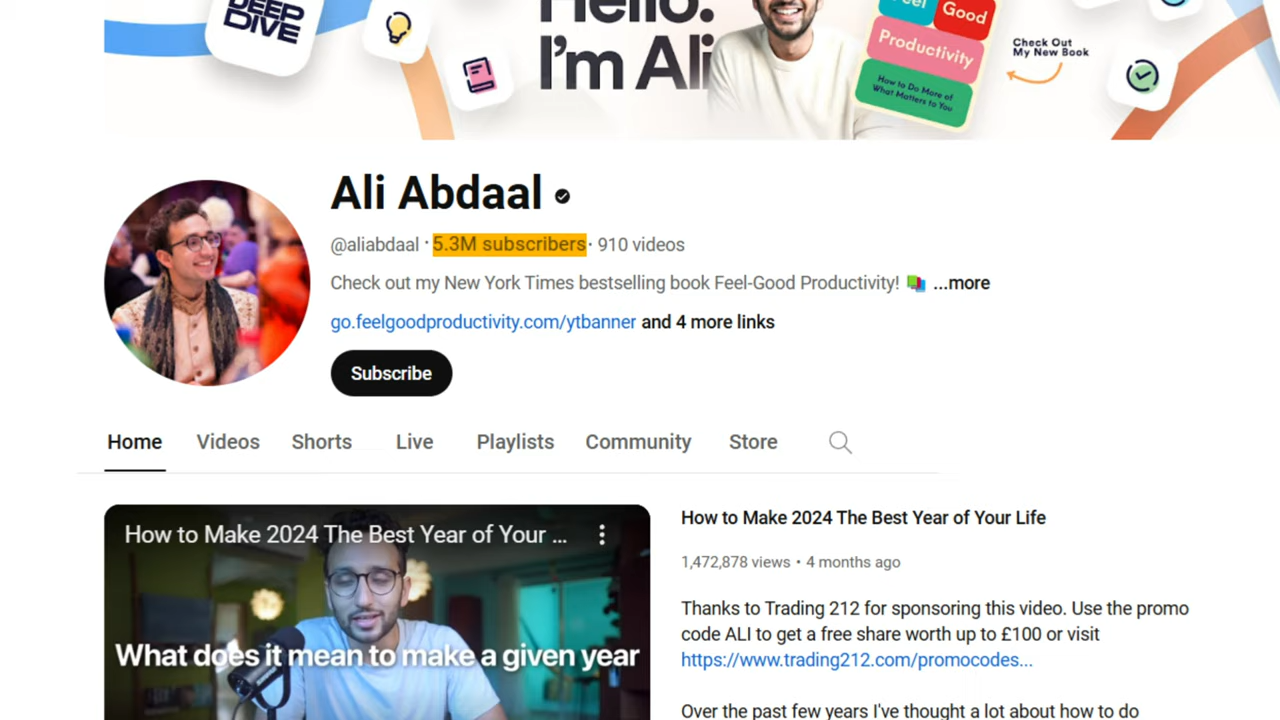 DEEP
DIVE
Hello.
I'm Ali
Feel
Good
Productivity
How to Do More of
What Matters to You
Check Out
My New Book
Ali Abdaal
@aliabdaal · 5.3M subscribers · 910 videos
Check out my New York Times bestselling book Feel-Good Productivity! ...more
go.feelgoodproductivity.com/ytbanner and 4 more links
Subscribe
Home Videos Shorts Live Playlists Community Store
How to Make 2024 The Best Year of Your ...
What does it mean to make a given year
How to Make 2024 The Best Year of Your Life
1,472,878 views • 4 months ago
Thanks to Trading 212 for sponsoring this video. Use the promo
code ALI to get a free share worth up to £100 or visit
https://www.trading212.com/promocodes...
Over the past few years I've thought a lot about how to do